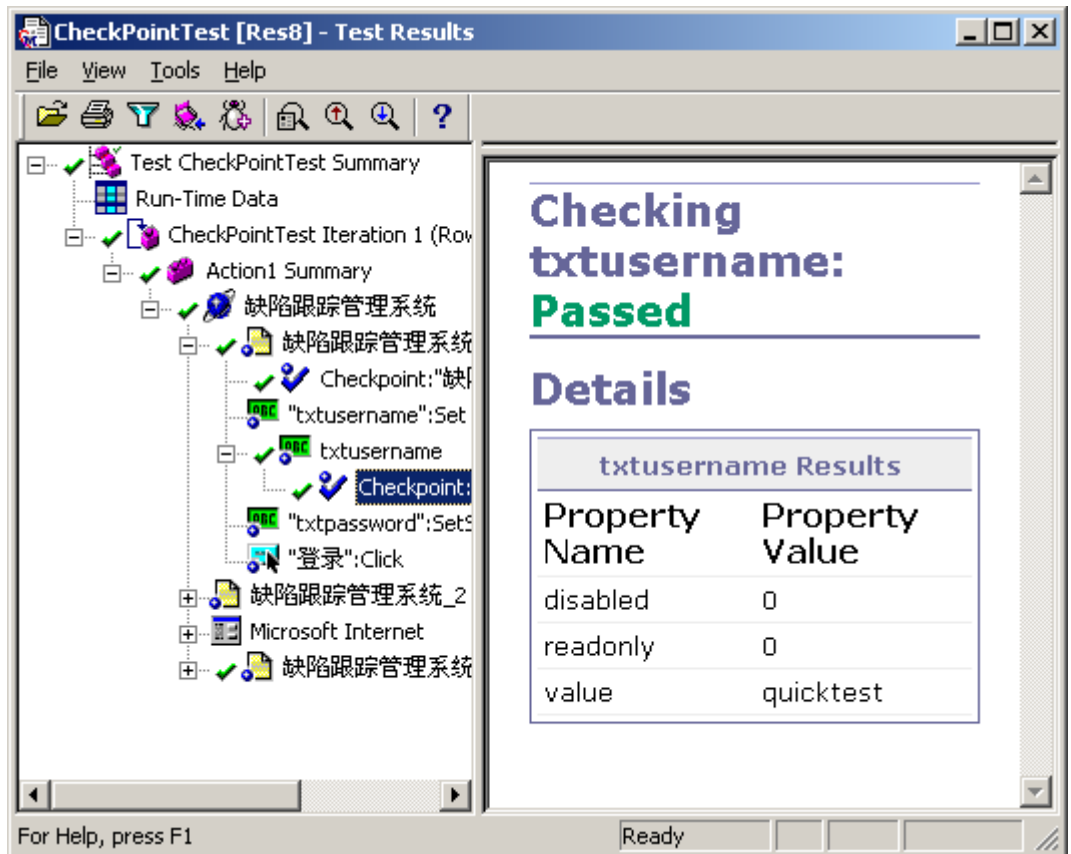 CheckPointTest [Res8] - Test Results
File View Tools Help
Test CheckPointTest Summary
Run-Time Data
CheckPointTest Iteration 1 (Row
Action1 Summary
缺陷跟踪管理系统
缺陷跟踪管理系统
Checkpoint:"缺
"txtusername":Set
txtusername
Checkpoint:
"txtpassword":SetS
"登录":Click
缺陷跟踪管理系统_2
Microsoft Internet
缺陷跟踪管理系统
Checking
txtusername:
Passed
Details
txtusername Results
Property Name Property Value
disabled 0
readonly 0
value quicktest
For Help, press F1 Ready